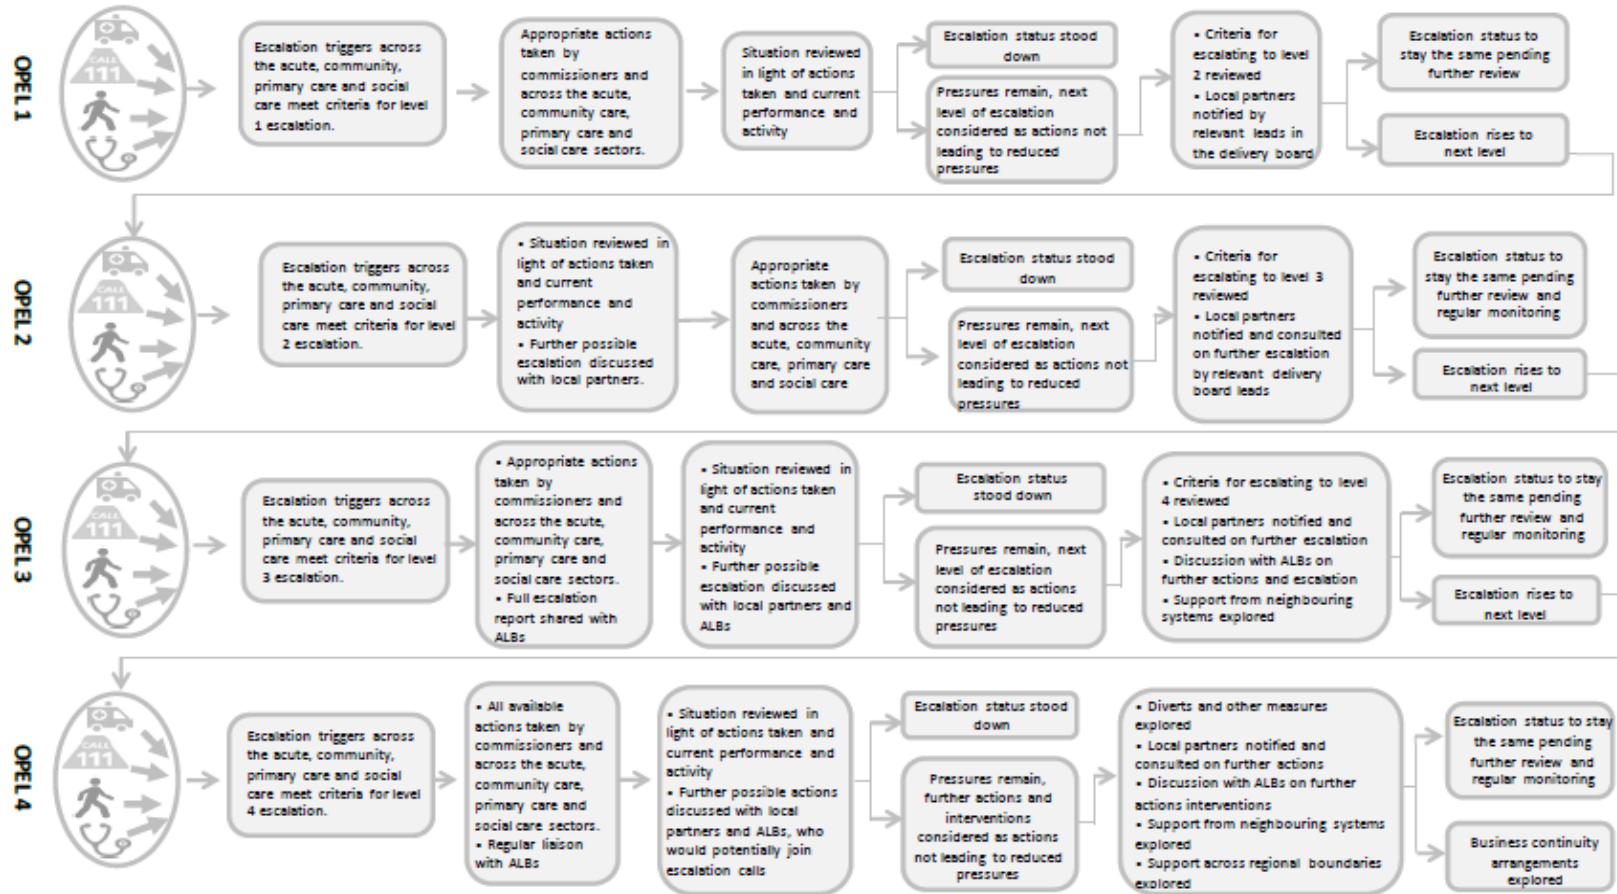 OPEL 1
CALL
111
Escalation triggers across
the acute, community,
primary care and social
care meet criteria for level
1 escalation.
Appropriate actions
taken by
commissioners and
across the acute,
community care,
primary care and
social care sectors.
Situation reviewed
in light of actions
taken and current
performance and
activity
Escalation status stood
down
Pressures remain, next
level of escalation
considered as actions not
leading to reduced
pressures
▪ Criteria for
escalating to level
2 reviewed
▪ Local partners
notified by
relevant leads in
the delivery board
Escalation status to
stay the same pending
further review
Escalation rises to
next level
OPEL 2
CALL
111
Escalation triggers across
the acute, community,
primary care and social
care meet criteria for level
2 escalation.
▪ Situation reviewed in
light of actions taken
and current
performance and
activity
▪ Further possible
escalation discussed
with local partners.
Appropriate
actions taken by
commissioners
and across the
acute, community
care, primary care
and social care
Escalation status stood
down
Pressures remain, next
level of escalation
considered as actions not
leading to reduced
pressures
▪ Criteria for
escalating to level 3
reviewed
▪ Local partners
notified and consulted
on further escalation
by relevant delivery
board leads
Escalation status to
stay the same pending
further review and
regular monitoring
Escalation rises to
next level
OPEL 3
CALL
111
Escalation triggers across
the acute, community,
primary care and social
care meet criteria for level
3 escalation.
▪ Appropriate actions
taken by
commissioners and
across the acute,
community care,
primary care and
social care sectors.
▪ Full escalation
report shared with
ALBs
▪ Situation reviewed in
light of actions taken
and current
performance and
activity
▪ Further possible
escalation discussed
with local partners and
ALBs
Escalation status
stood down
Pressures remain, next
level of escalation
considered as actions
not leading to reduced
pressures
▪ Criteria for escalating to level
4 reviewed
▪ Local partners notified and
consulted on further escalation
▪ Discussion with ALBs on
further actions and escalation
▪ Support from neighbouring
systems explored
Escalation status to stay
the same pending
further review and
regular monitoring
Escalation rises to
next level
OPEL 4
CALL
111
Escalation triggers across
the acute, community,
primary care and social
care meet criteria for level
4 escalation.
▪ All available
actions taken by
commissioners and
across the acute,
community care,
primary care and
social care sectors.
▪ Regular liaison
with ALBs
▪ Situation reviewed in
light of actions taken and
current performance and
activity
▪ Further possible actions
discussed with local
partners and ALBs, who
would potentially join
escalation calls
Escalation status stood
down
Pressures remain,
further actions and
interventions
considered as actions
not leading to reduced
pressures
▪ Diverts and other measures
explored
▪ Local partners notified and
consulted on further actions
▪ Discussion with ALBs on further
actions interventions
▪ Support from neighbouring systems
explored
▪ Support across regional boundaries
explored
Escalation status to stay
the same pending
further review and
regular monitoring
Business continuity
arrangements
explored